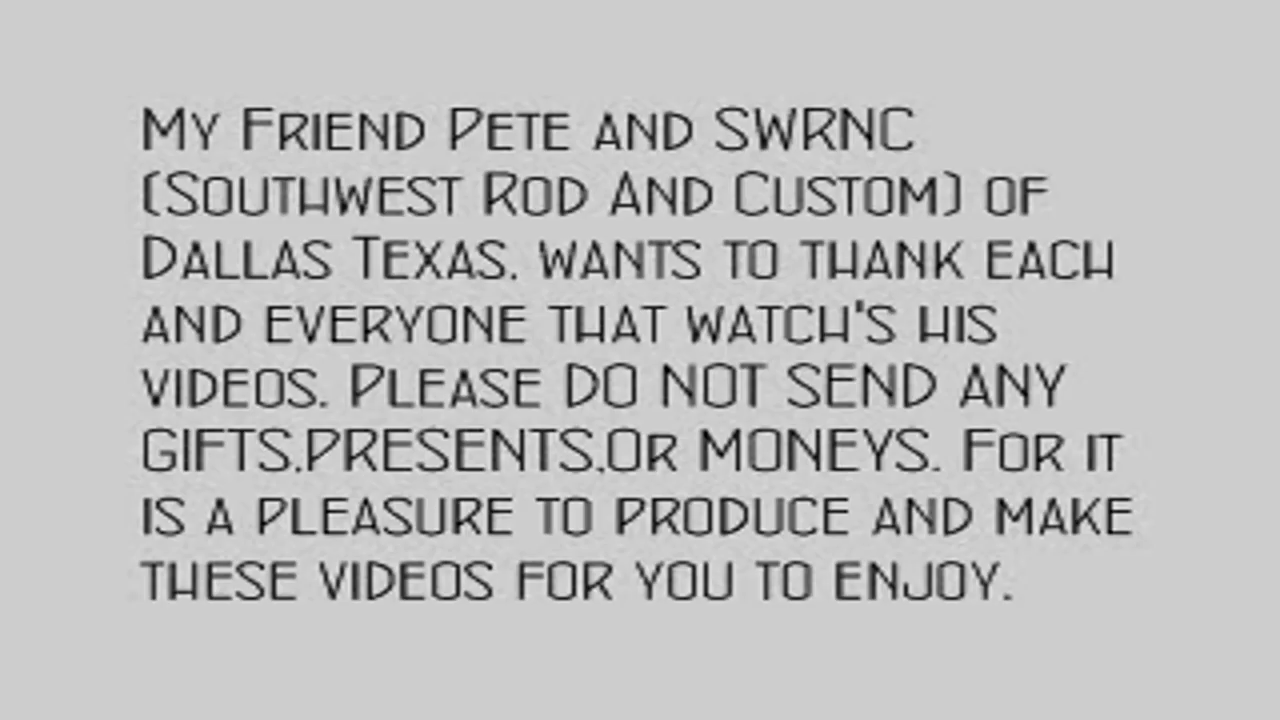 My Friend Pete and SWRNC
(Southwest Rod And Custom) of
Dallas Texas, wants to thank each
and everyone that watch's his
videos. Please DO NOT SEND ANY
GIFTS,PRESENTS,Or MONEYS. For it
is a pleasure to produce and make
these videos for you to enjoy.